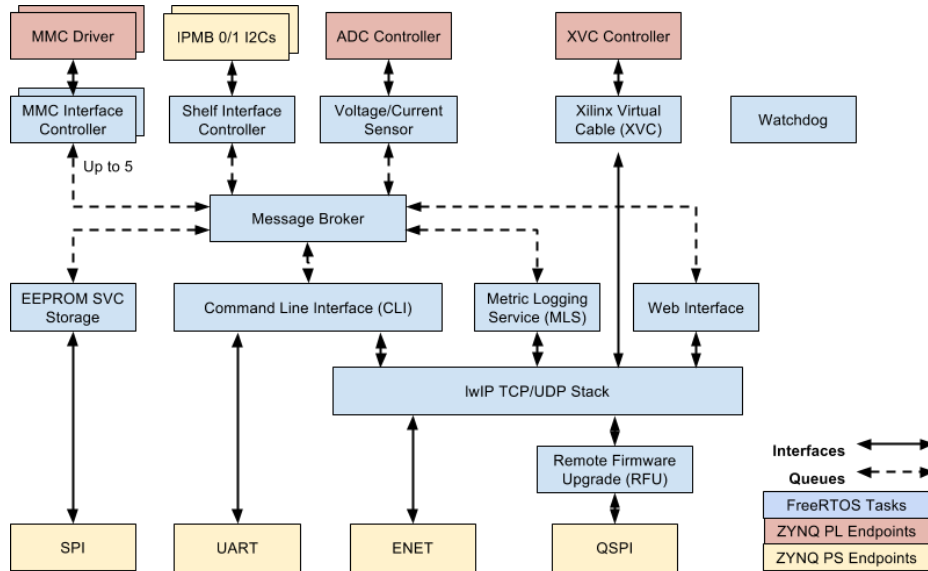 MMC Driver
IPMB 0/1 I2Cs
ADC Controller
XVC Controller
MMC Interface
Controller
Shelf Interface
Controller
Voltage/Current
Sensor
Xilinx Virtual
Cable (XVC)
Watchdog
Up to 5
Message Broker
EEPROM SVC
Storage
Command Line Interface (CLI)
Metric Logging
Service (MLS)
Web Interface
lwIP TCP/UDP Stack
Remote Firmware
Upgrade (RFU)
Interfaces
Queues
FreeRTOS Tasks
ZYNQ PL Endpoints
ZYNQ PS Endpoints
SPI
UART
ENET
QSPI